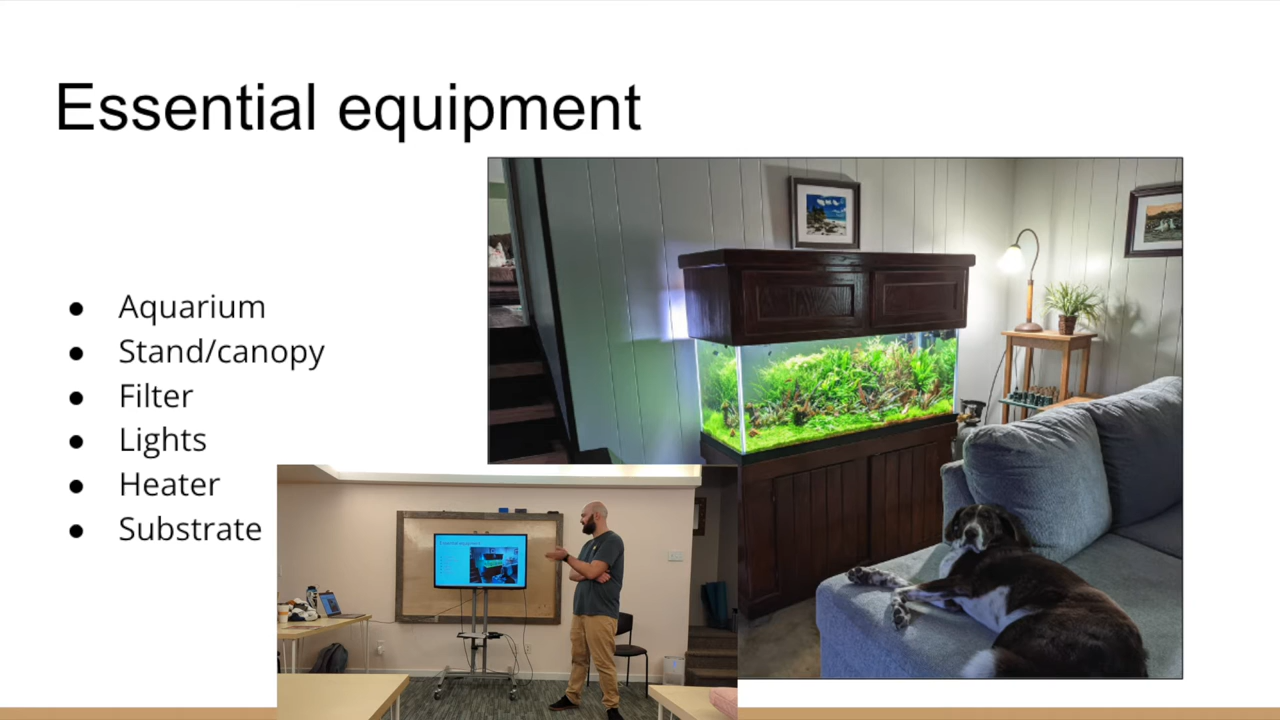 Essential equipment
● Aquarium
● Stand/canopy
● Filter
● Lights
● Heater
● Substrate